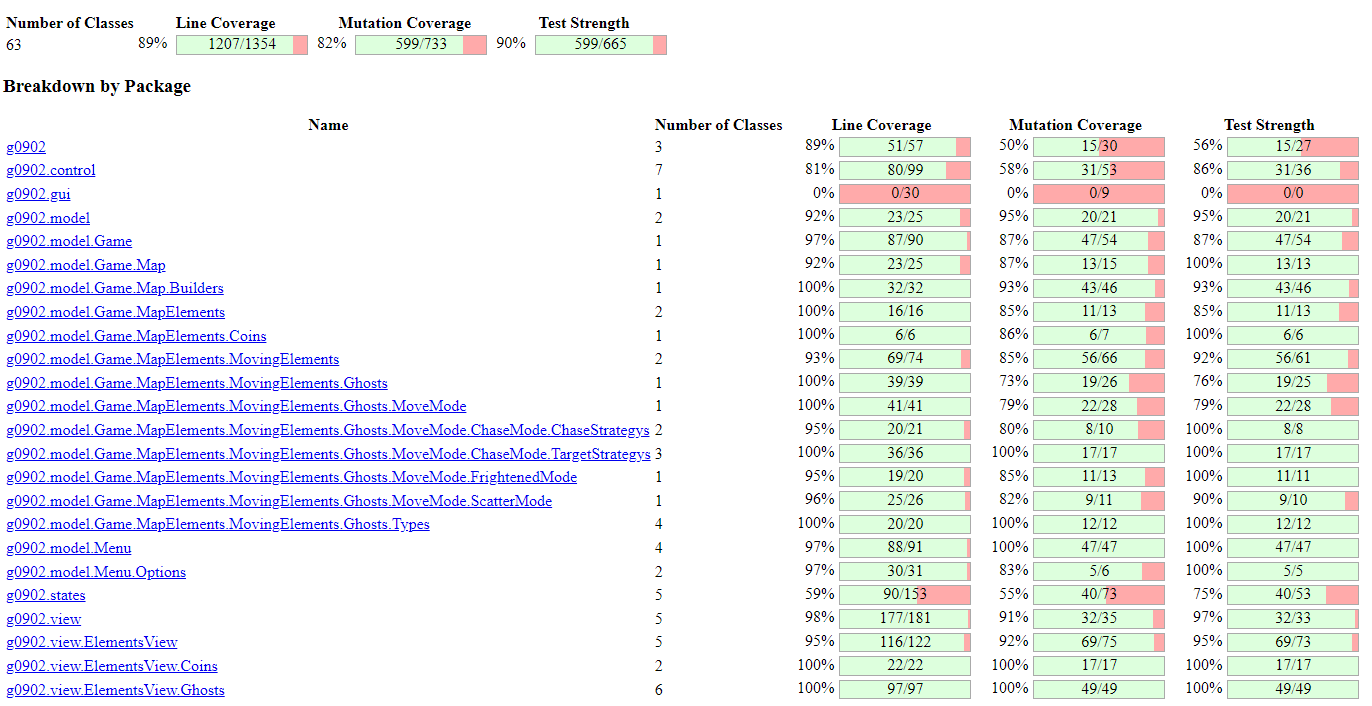 Number of Classes Line Coverage Mutation Coverage Test Strength
63 89% 1207/1354 82% 599/733 90% 599/665
Breakdown by Package
Name Number of Classes Line Coverage Mutation Coverage Test Strength
g0902 3 89% 51/57 50% 15/30 56% 15/27
g0902.control 7 81% 80/99 58% 31/53 86% 31/36
g0902.gui 1 0% 0/30 0% 0/9 0% 0/0
g0902.model 2 92% 23/25 95% 20/21 95% 20/21
g0902.model.Game 1 97% 87/90 87% 47/54 87% 47/54
g0902.model.Game.Map 1 92% 23/25 87% 13/15 100% 13/13
g0902.model.Game.Map.Builders 1 100% 32/32 93% 43/46 93% 43/46
g0902.model.Game.MapElements 2 100% 16/16 85% 11/13 85% 11/13
g0902.model.Game.MapElements.Coins 1 100% 6/6 86% 6/7 100% 6/6
g0902.model.Game.MapElements.MovingElements 2 93% 69/74 85% 56/66 92% 56/61
g0902.model.Game.MapElements.MovingElements.Ghosts 1 100% 39/39 73% 19/26 76% 19/25
g0902.model.Game.MapElements.MovingElements.Ghosts.MoveMode 1 100% 41/41 79% 22/28 79% 22/28
g0902.model.Game.MapElements.MovingElements.Ghosts.MoveMode.ChaseMode.ChaseStrategys 2 95% 20/21 80% 8/10 100% 8/8
g0902.model.Game.MapElements.MovingElements.Ghosts.MoveMode.ChaseMode.TargetStrategys 3 100% 36/36 100% 17/17 100% 17/17
g0902.model.Game.MapElements.MovingElements.Ghosts.MoveMode.FrightenedMode 1 95% 19/20 85% 11/13 100% 11/11
g0902.model.Game.MapElements.MovingElements.Ghosts.MoveMode.ScatterMode 1 96% 25/26 82% 9/11 90% 9/10
g0902.model.Game.MapElements.MovingElements.Ghosts.Types 4 100% 20/20 100% 12/12 100% 12/12
g0902.model.Menu 4 97% 88/91 100% 47/47 100% 47/47
g0902.model.Menu.Options 2 97% 30/31 83% 5/6 100% 5/5
g0902.states 5 59% 90/153 55% 40/73 75% 40/53
g0902.view 5 98% 177/181 91% 32/35 97% 32/33
g0902.view.ElementsView 5 95% 116/122 92% 69/75 95% 69/73
g0902.view.ElementsView.Coins 2 100% 22/22 100% 17/17 100% 17/17
g0902.view.ElementsView.Ghosts 6 100% 97/97 100% 49/49 100% 49/49